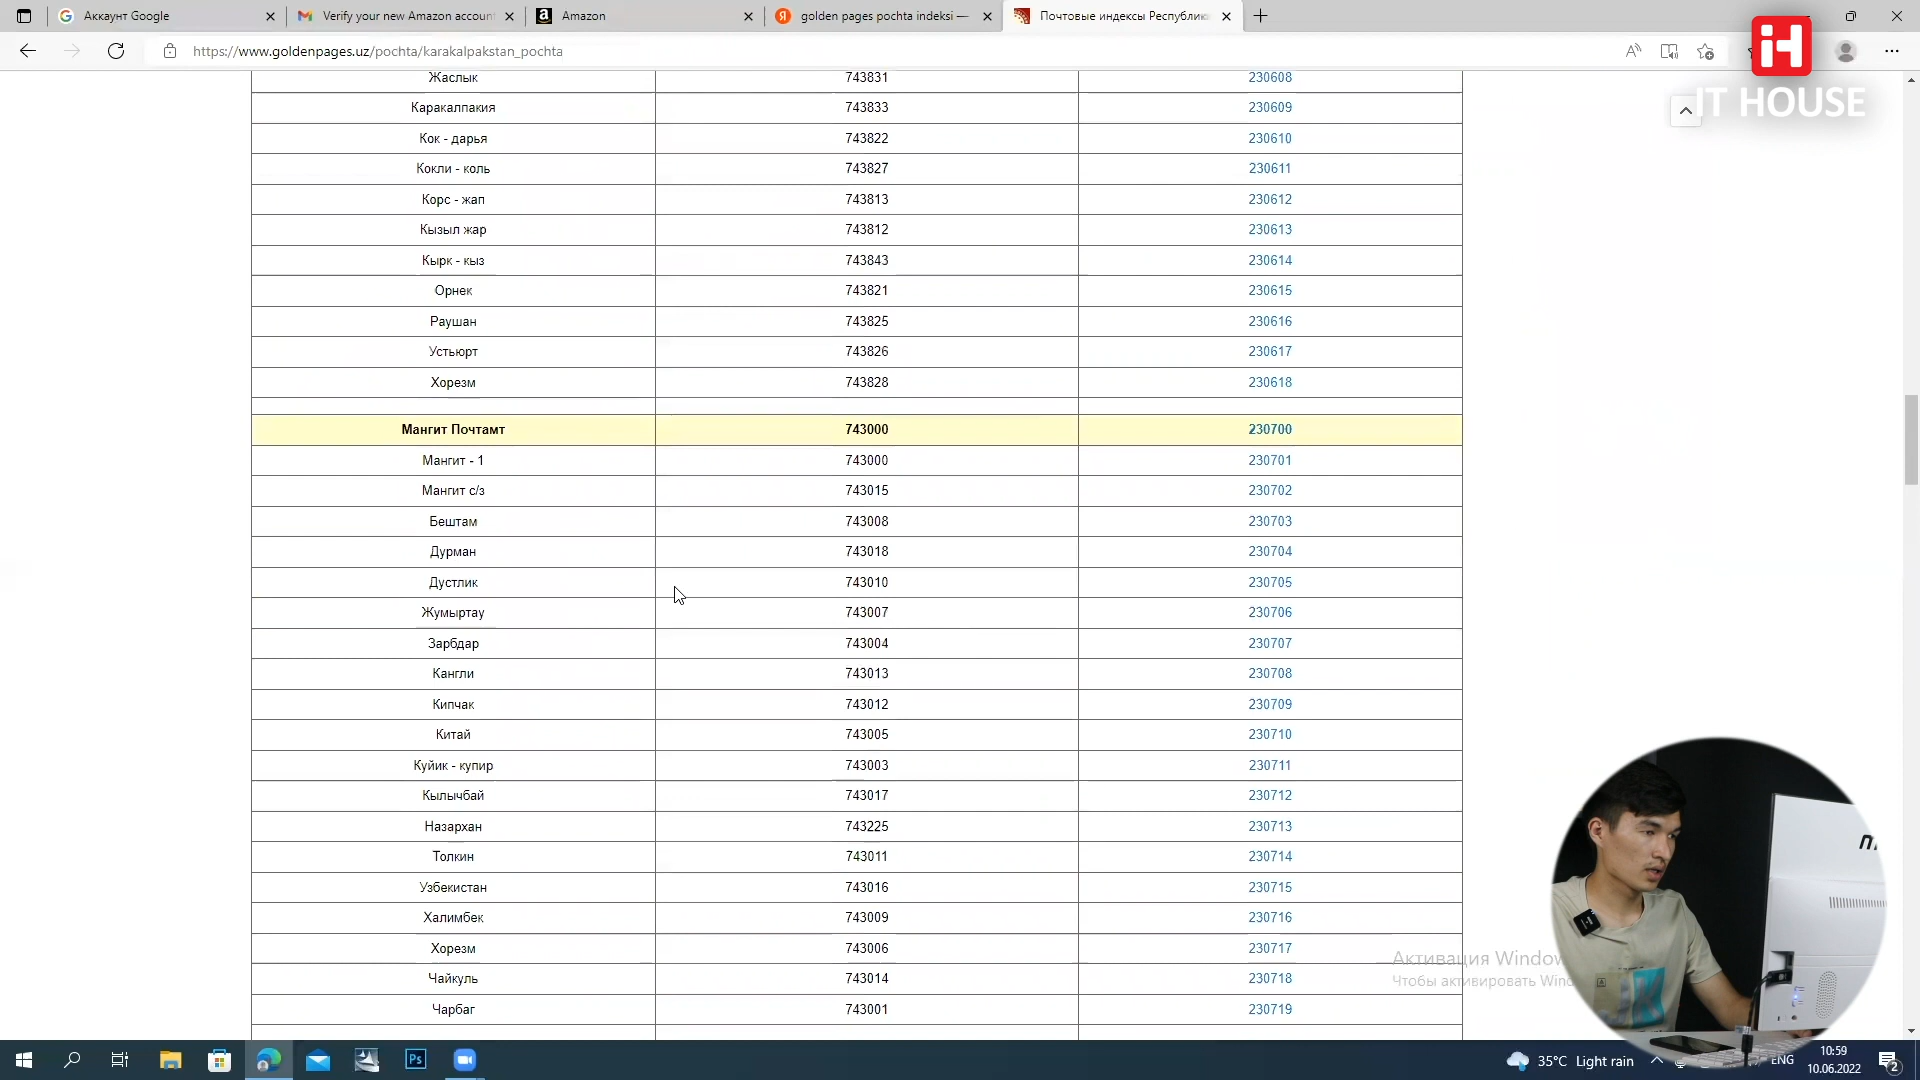 Аккаунт Google
Verify your new Amazon accoun
Amazon
golden pages pochta indeksi —
Почтовые индексы Республик
https://www.goldenpages.uz/pochta/karakalpakstan_pochta
IT HOUSE
Жаслык 743831 230608
Каракалпакия 743833 230609
Кок - дарья 743822 230610
Кокли - коль 743827 230611
Корс - жап 743813 230612
Кызыл жар 743812 230613
Кырк - кыз 743843 230614
Орнек 743821 230615
Раушан 743825 230616
Устьюрт 743826 230617
Хорезм 743828 230618
Мангит Почтамт 743000 230700
Мангит - 1 743000 230701
Мангит с/з 743015 230702
Бештам 743008 230703
Дурман 743018 230704
Дустлик 743010 230705
Жумыртау 743007 230706
Зарбдар 743004 230707
Кангли 743013 230708
Кипчак 743012 230709
Китай 743005 230710
Куйик - купир 743003 230711
Кылычбай 743017 230712
Назархан 743225 230713
Толкин 743011 230714
Узбекистан 743016 230715
Халимбек 743009 230716
Хорезм 743006 230717
Чайкуль 743014 230718
Чарбаг 743001 230719
Активация Window
Чтобы активировать Wind
Ps
35°C Light rain
ENG
10:59
10.06.2022
2